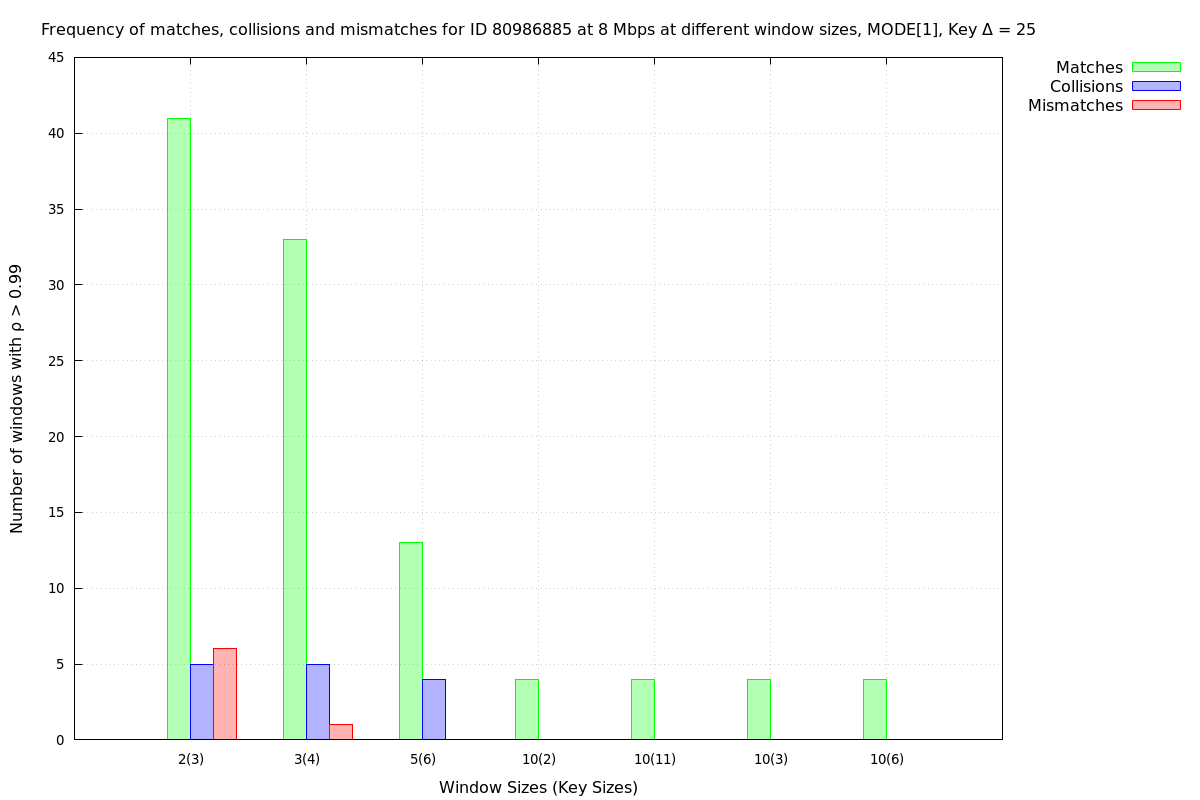 Frequency of matches, collisions and mismatches for ID 80986885 at 8 Mbps at different window sizes, MODE[1], Key Δ = 25
Matches
Collisions
Mismatches
Number of windows with ρ > 0.99
45
40
35
30
25
20
15
10
5
0
2(3) 3(4) 5(6) 10(2) 10(11) 10(3) 10(6)
Window Sizes (Key Sizes)